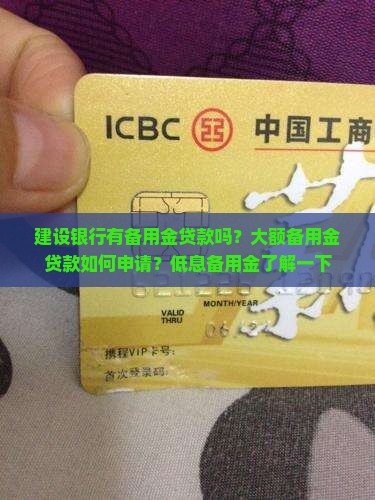 ICBC 中国工商
建设银行有备用金贷款吗？大额备用金
贷款如何申请？低息备用金了解一下
MONTH/YEAR
VALID
THRU
携程VIP卡号：
首次登录码：